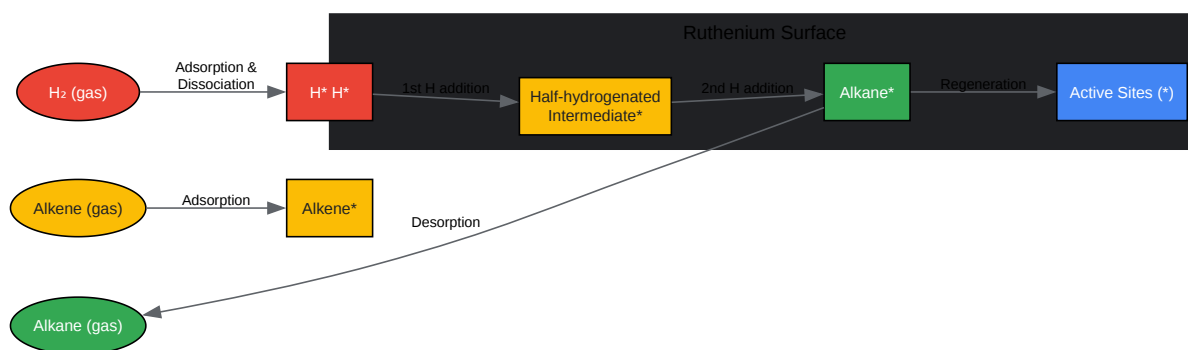 Ruthenium Surface
H₂ (gas)
Adsorption &
Dissociation
H* H*
1st H addition
Half-hydrogenated
Intermediate*
2nd H addition
Alkane*
Regeneration
Active Sites (*)
Alkene (gas)
Adsorption
Alkene*
Desorption
Alkane (gas)